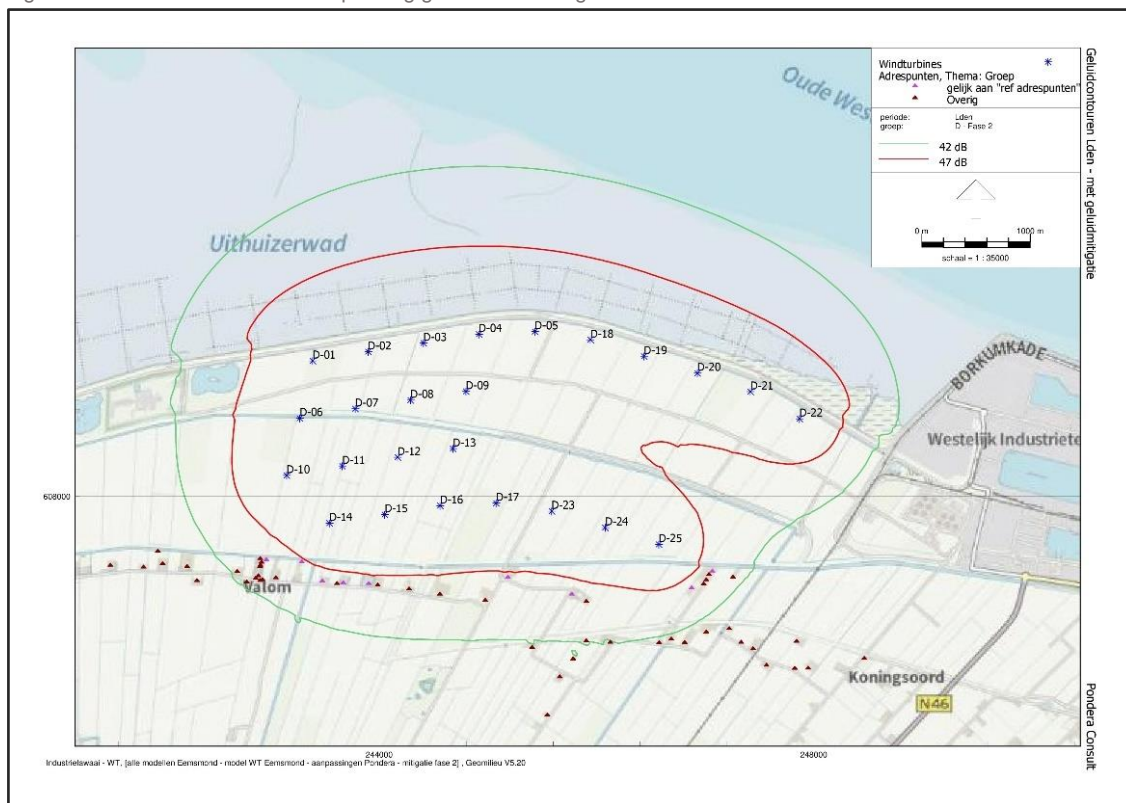 Geluidcontouren Lden - met geluidmitigatie
Windturbines
Adrespunten, Thema: Groep
gelijk aan "ref adrespunten"
Overig
periode: Lden
groep: D - Fase 2
42 dB
47 dB
0 m 1000 m
schaal = 1 : 35000
Oude Wes
Uithuizerwad
D-01
D-02
D-03
D-04
D-05
D-18
D-19
D-20
D-21
D-22
D-06
D-07
D-08
D-09
D-10
D-11
D-12
D-13
D-14
D-15
D-16
D-17
D-23
D-24
D-25
BORKUMKADE
Westelijk Industriete
608000
Valom
Koningsoord
N46
244000
248000
Pondera Consult
Industrielawaai - WT, [alle modellen Eemsmond - model WT Eemsmond - aanpassingen Pondera - mitigatie fase 2] , Geomilieu V5.20